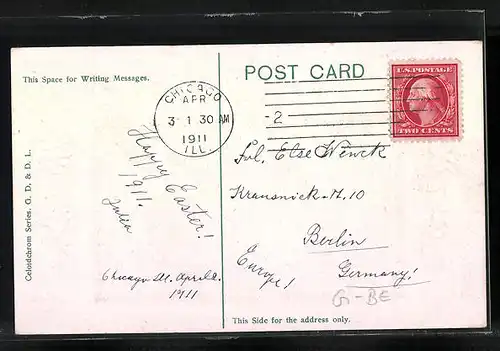 This Space for Writing Messages.
Celloidchrom Series, G. D. & D. L.
CHICAGO
APR
3- 1 30 AM
1911
ILL.
Happy Easter!
1911.
Julia
Chicago Ill. April 2.
1911
POST CARD
2
U.S. POSTAGE
TWO CENTS
Frl. Else Wenck
Krausnick 10
Berlin
Germany!
Europe!
G-BE
This Side for the address only.